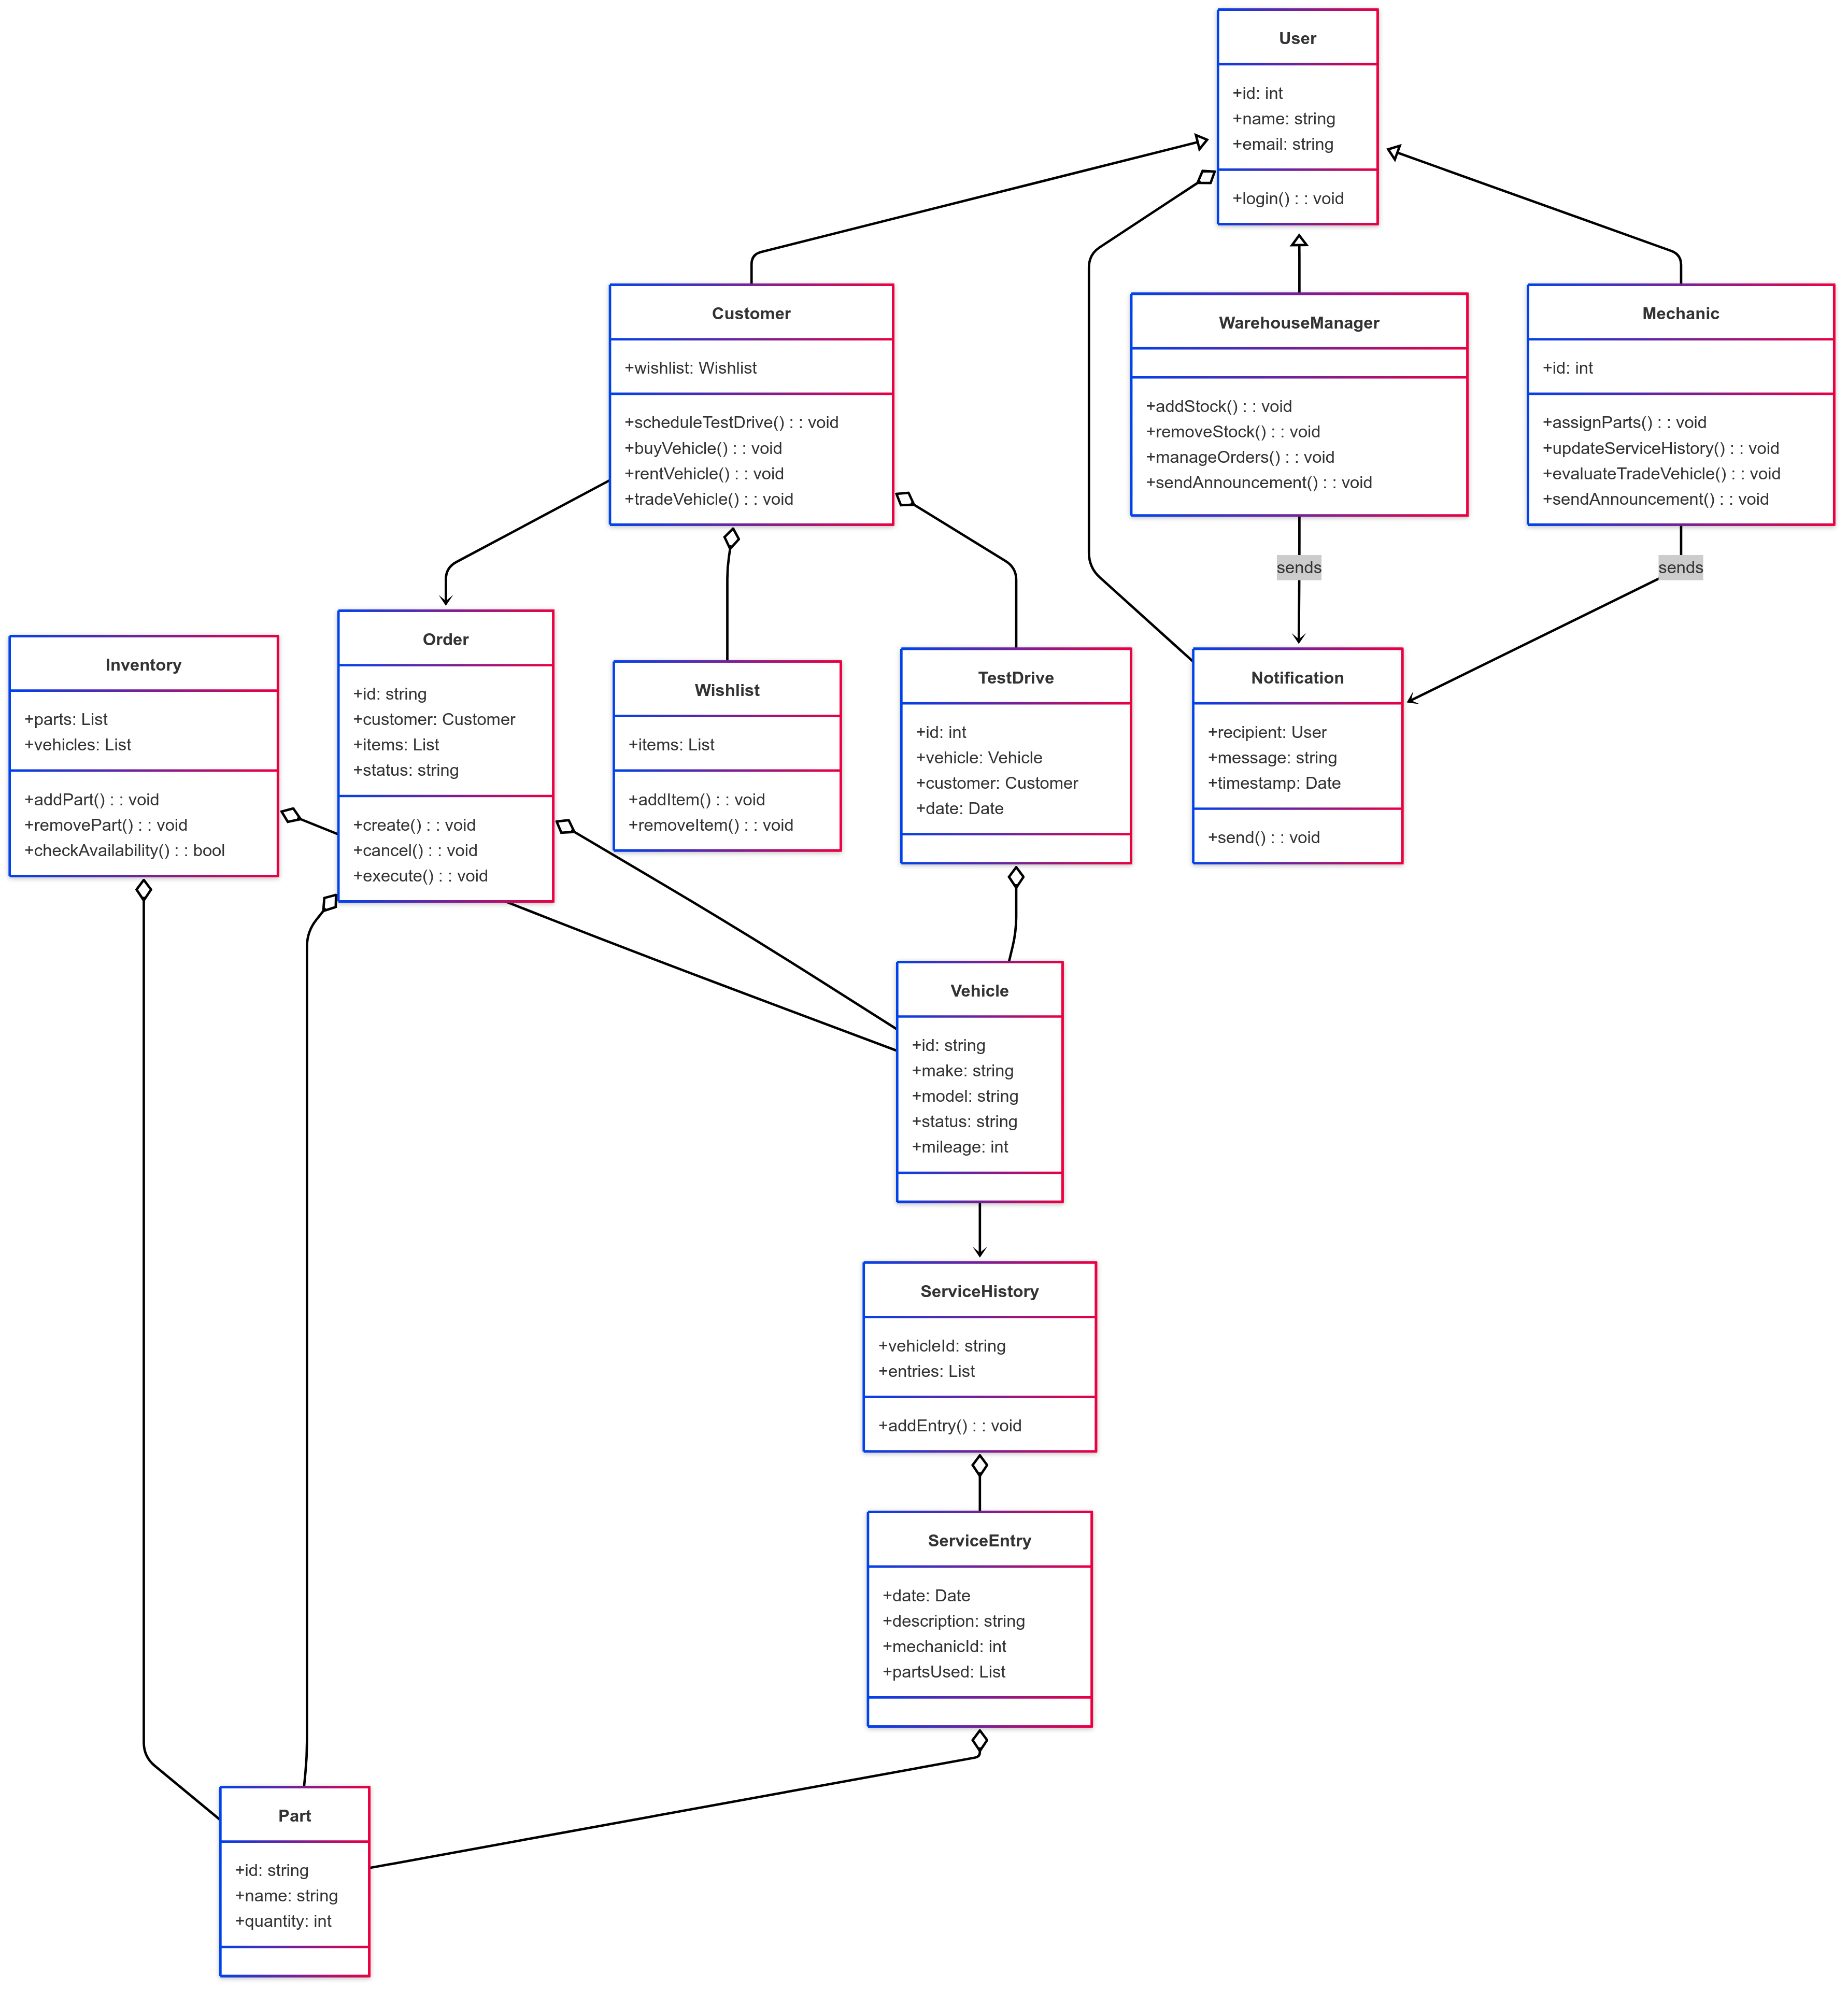 User
+id: int
+name: string
+email: string
+login() : : void
Customer
+wishlist: Wishlist
+scheduleTestDrive() : : void
+buyVehicle() : : void
+rentVehicle() : : void
+tradeVehicle() : : void
WarehouseManager
+addStock() : : void
+removeStock() : : void
+manageOrders() : : void
+sendAnnouncement() : : void
Mechanic
+id: int
+assignParts() : : void
+updateServiceHistory() : : void
+evaluateTradeVehicle() : : void
+sendAnnouncement() : : void
sends
sends
Inventory
+parts: List
+vehicles: List
+addPart() : : void
+removePart() : : void
+checkAvailability() : : bool
Order
+id: string
+customer: Customer
+items: List
+status: string
+create() : : void
+cancel() : : void
+execute() : : void
Wishlist
+items: List
+addItem() : : void
+removeItem() : : void
TestDrive
+id: int
+vehicle: Vehicle
+customer: Customer
+date: Date
Notification
+recipient: User
+message: string
+timestamp: Date
+send() : : void
Vehicle
+id: string
+make: string
+model: string
+status: string
+mileage: int
ServiceHistory
+vehicleId: string
+entries: List
+addEntry() : : void
ServiceEntry
+date: Date
+description: string
+mechanicId: int
+partsUsed: List
Part
+id: string
+name: string
+quantity: int